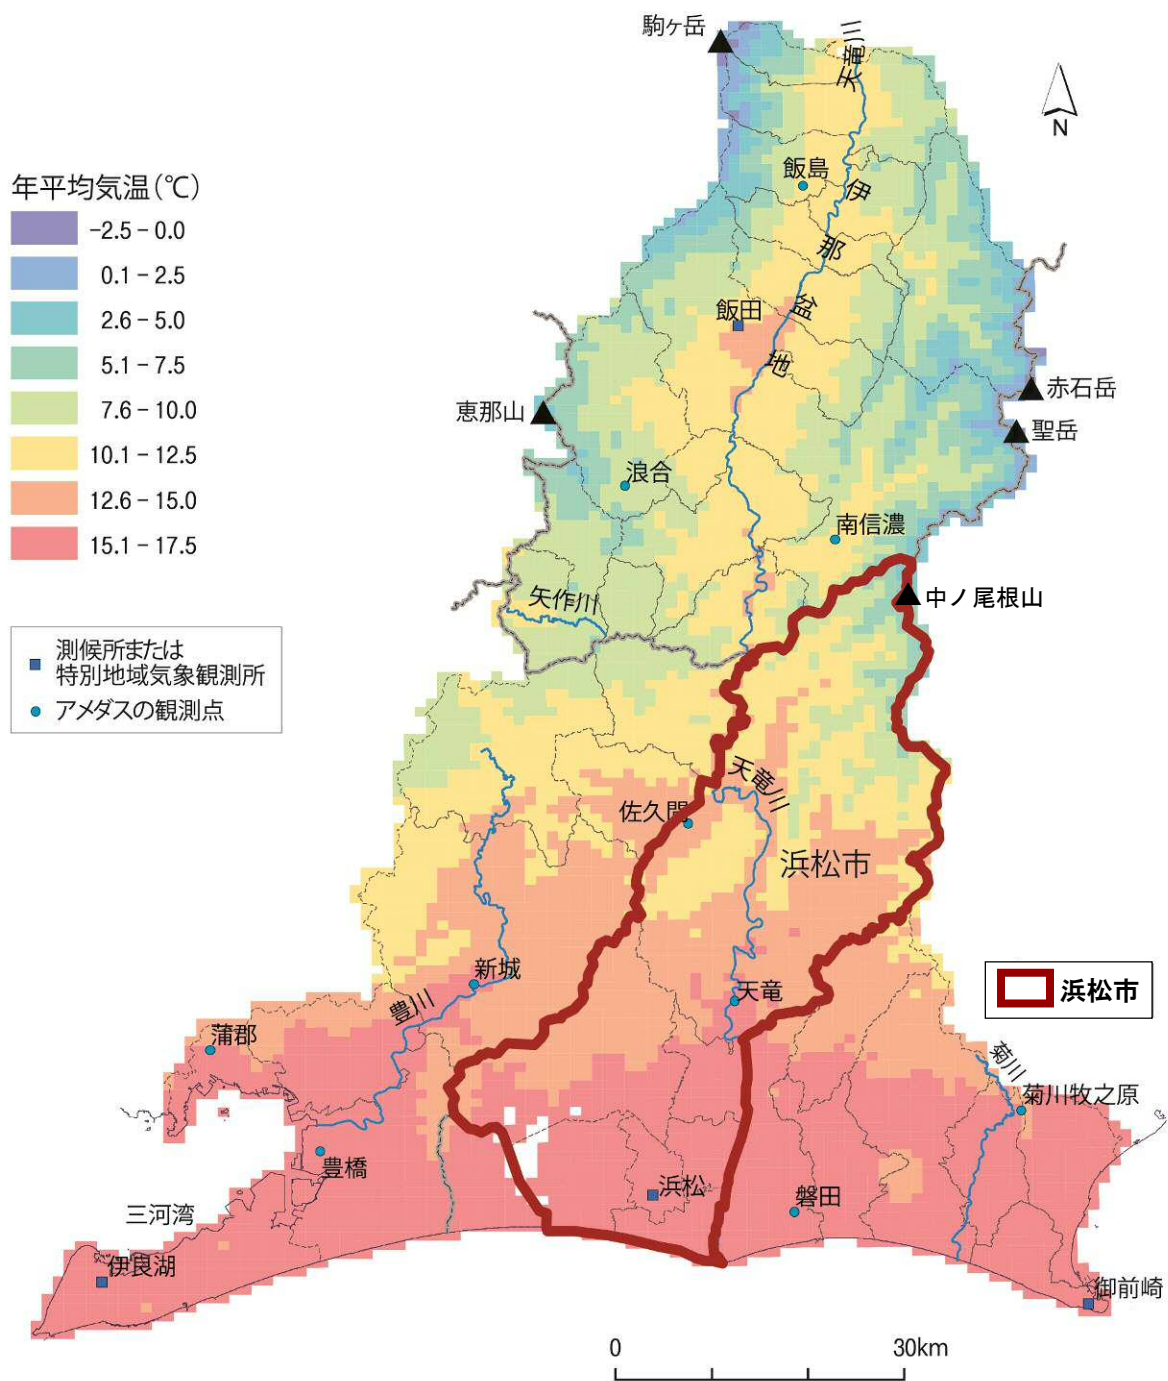 駒ヶ岳
天竜川
N
年平均気温(℃)
-2.5 – 0.0
0.1 – 2.5
2.6 – 5.0
5.1 – 7.5
7.6 – 10.0
10.1 – 12.5
12.6 – 15.0
15.1 – 17.5
飯島
伊那盆地
飯田
恵那山
赤石岳
聖岳
浪合
南信濃
矢作川
中ノ尾根山
測候所または
特別地域気象観測所
アメダスの観測点
天竜川
佐久間
浜松市
新城
豊川
天竜
浜松市
蒲郡
菊川
菊川牧之原
豊橋
浜松
磐田
三河湾
伊良湖
御前崎
0 30km